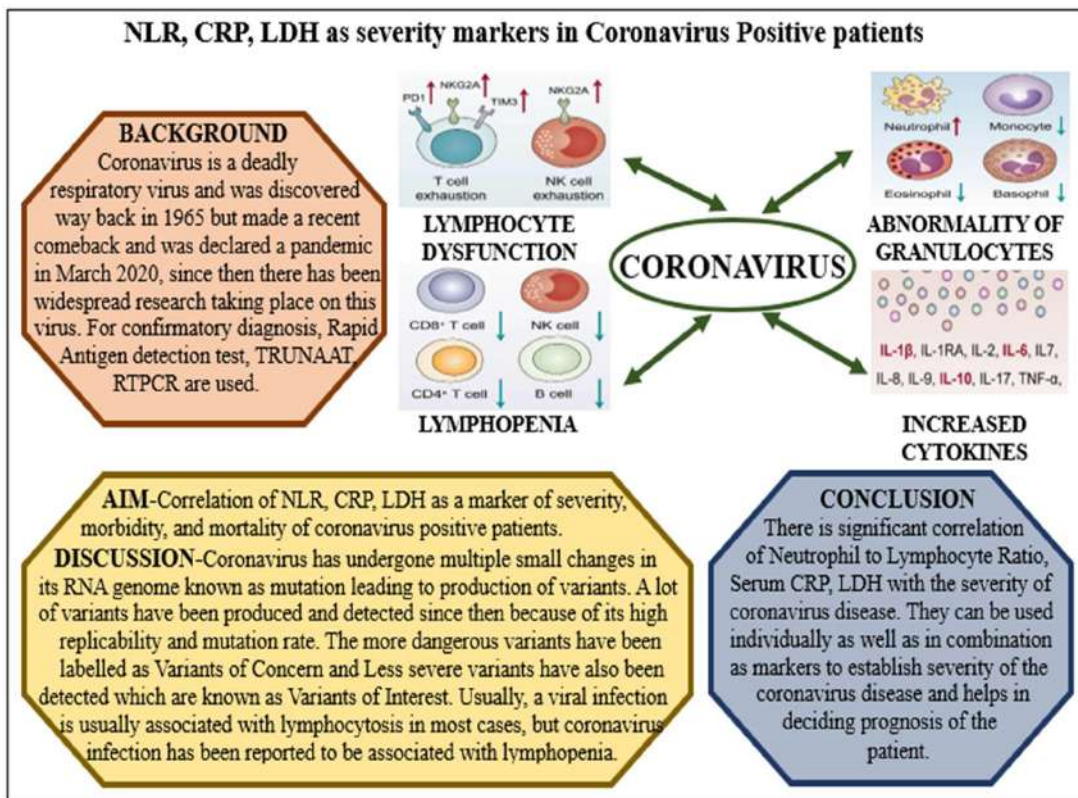 NLR, CRP, LDH as severity markers in Coronavirus Positive patients
BACKGROUND
Coronavirus is a deadly
respiratory virus and was discovered
way back in 1965 but made a recent
comeback and was declared a pandemic
in March 2020, since then there has been
widespread research taking place on this
virus. For confirmatory diagnosis, Rapid
Antigen detection test, TRUNAAT,
RTPCR are used.
PD1 NKG2A TIM3 NKG2A
T cell exhaustion
NK cell exhaustion
LYMPHOCYTE
DYSFUNCTION
CD8+ T cell
NK cell
CD4+ T cell
B cell
LYMPHOPENIA
CORONAVIRUS
Neutrophil
Monocyte
Eosinophil
Basophil
ABNORMALITY OF
GRANULOCYTES
IL-1β, IL-1RA, IL-2, IL-6, IL7,
IL-8, IL-9, IL-10, IL-17, TNF-α,
INCREASED
CYTOKINES
AIM-Correlation of NLR, CRP, LDH as a marker of severity,
morbidity, and mortality of coronavirus positive patients.
DISCUSSION-Coronavirus has undergone multiple small changes in
its RNA genome known as mutation leading to production of variants. A lot
of variants have been produced and detected since then because of its high
replicability and mutation rate. The more dangerous variants have been
labelled as Variants of Concern and Less severe variants have also been
detected which are known as Variants of Interest. Usually, a viral infection
is usually associated with lymphocytosis in most cases, but coronavirus
infection has been reported to be associated with lymphopenia.
CONCLUSION
There is significant correlation
of Neutrophil to Lymphocyte Ratio,
Serum CRP, LDH with the severity of
coronavirus disease. They can be used
individually as well as in combination
as markers to establish severity of the
coronavirus disease and helps in
deciding prognosis of the
patient.